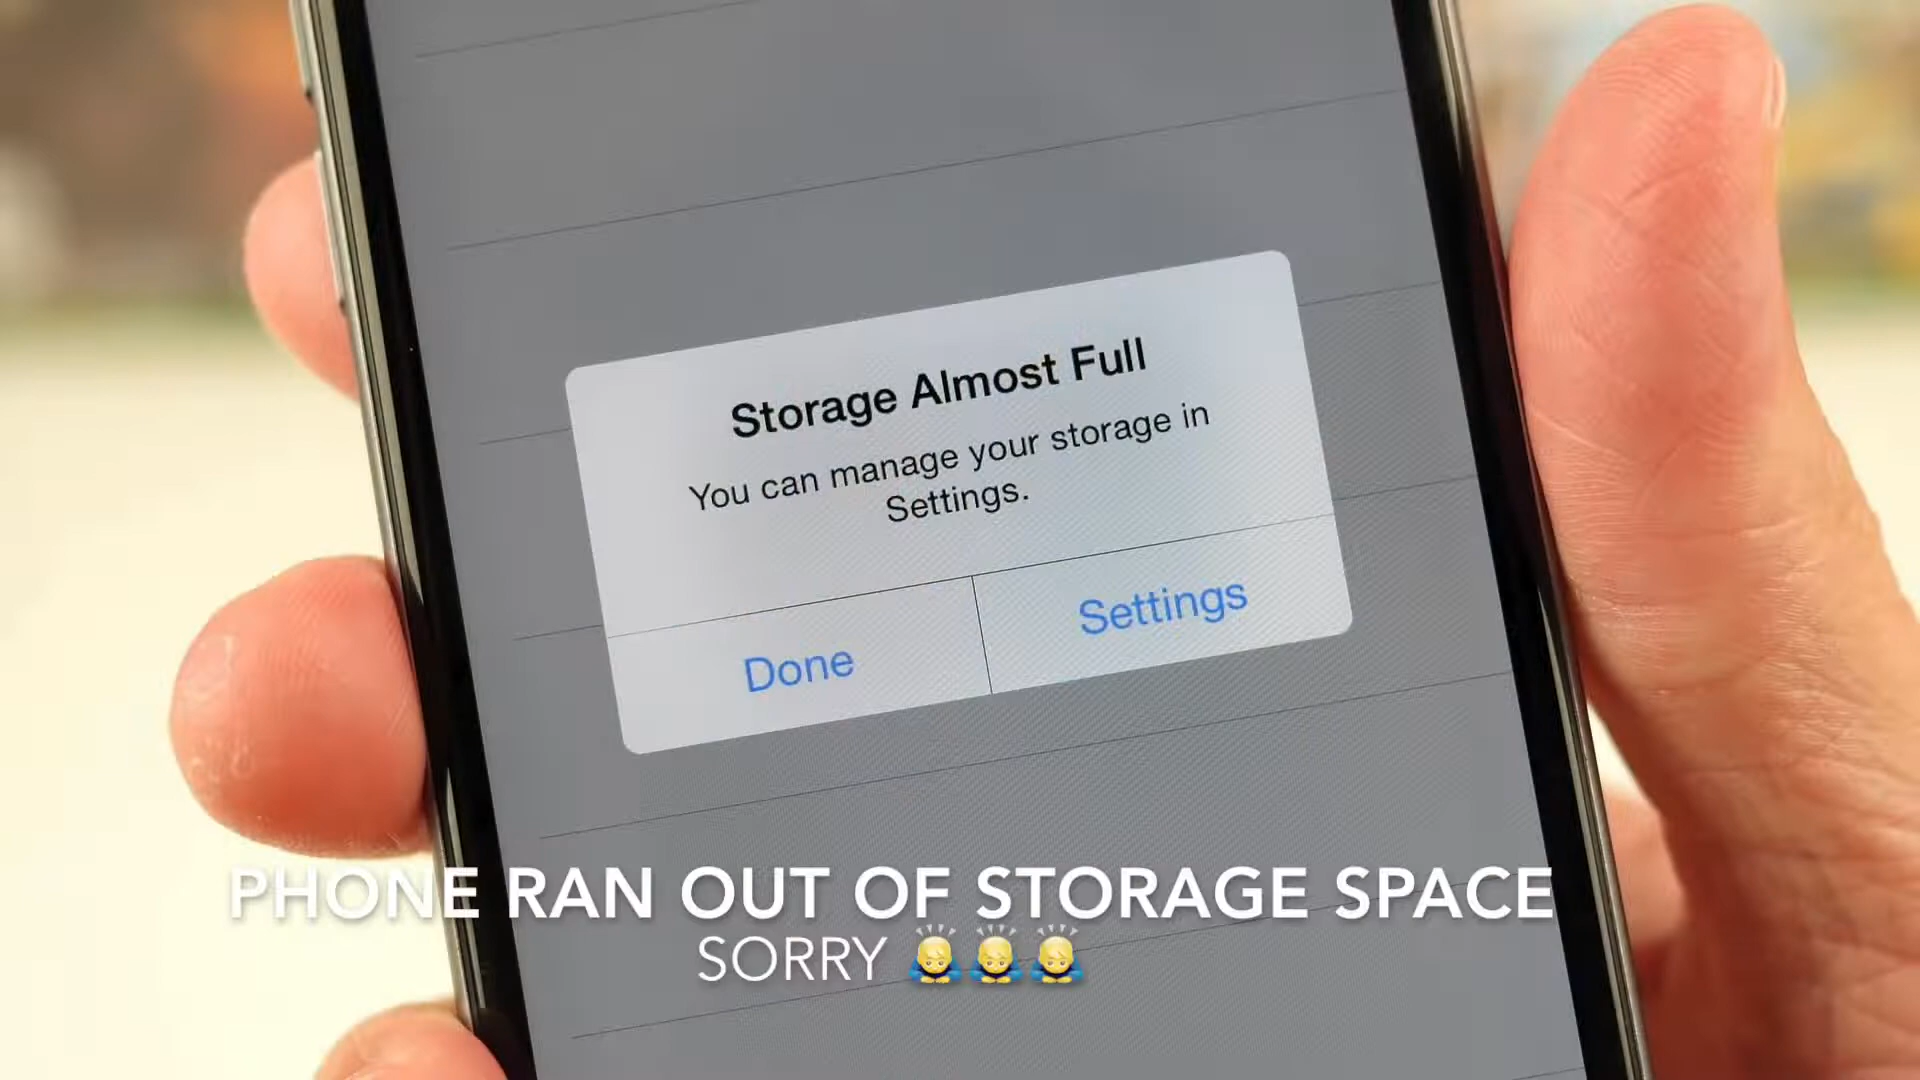 Storage Almost Full
You can manage your storage in
Settings.
Done
Settings
PHONE RAN OUT OF STORAGE SPACE
SORRY 🙇🙇🙇